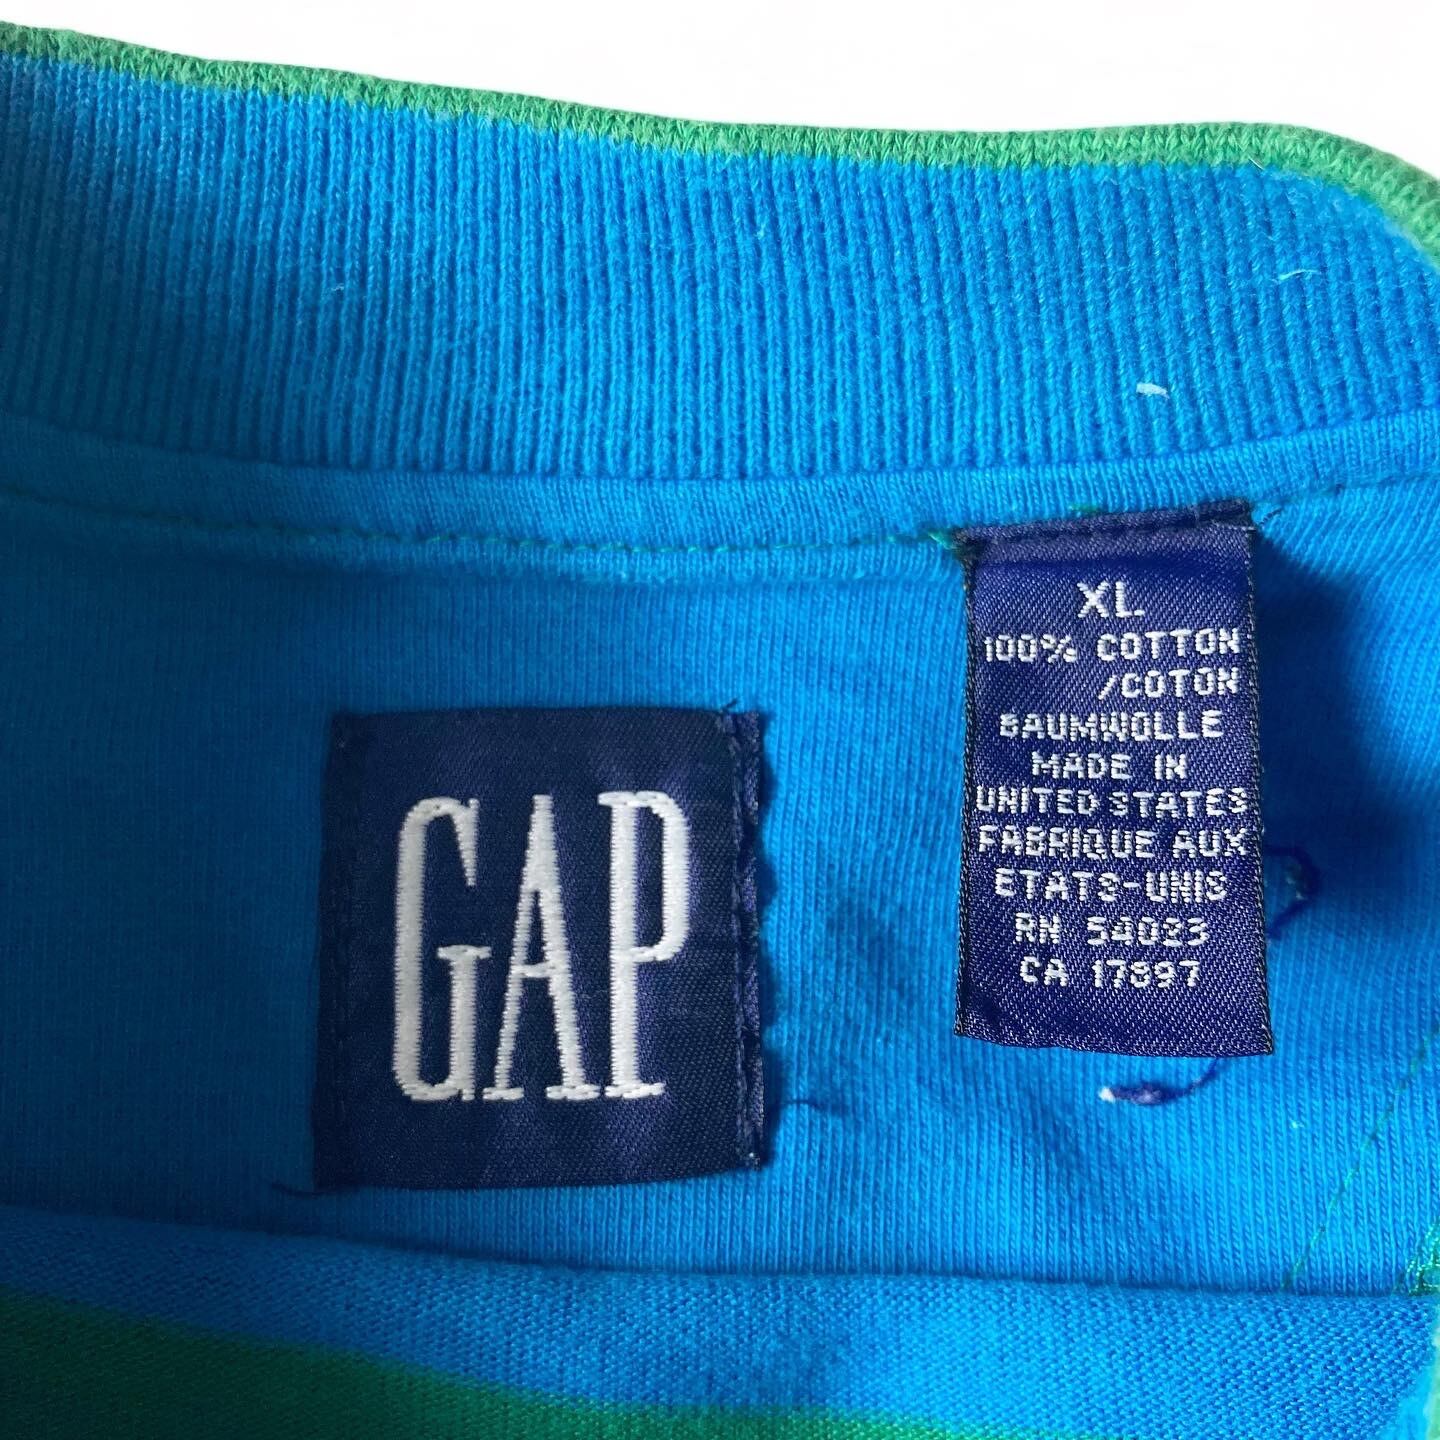 GAP
XL
100% COTTON
/COTON
BAUMWOLLE
MADE IN
UNITED STATES
FABRIQUE AUX
ETATS-UNIS
RN 54023
CA 17897